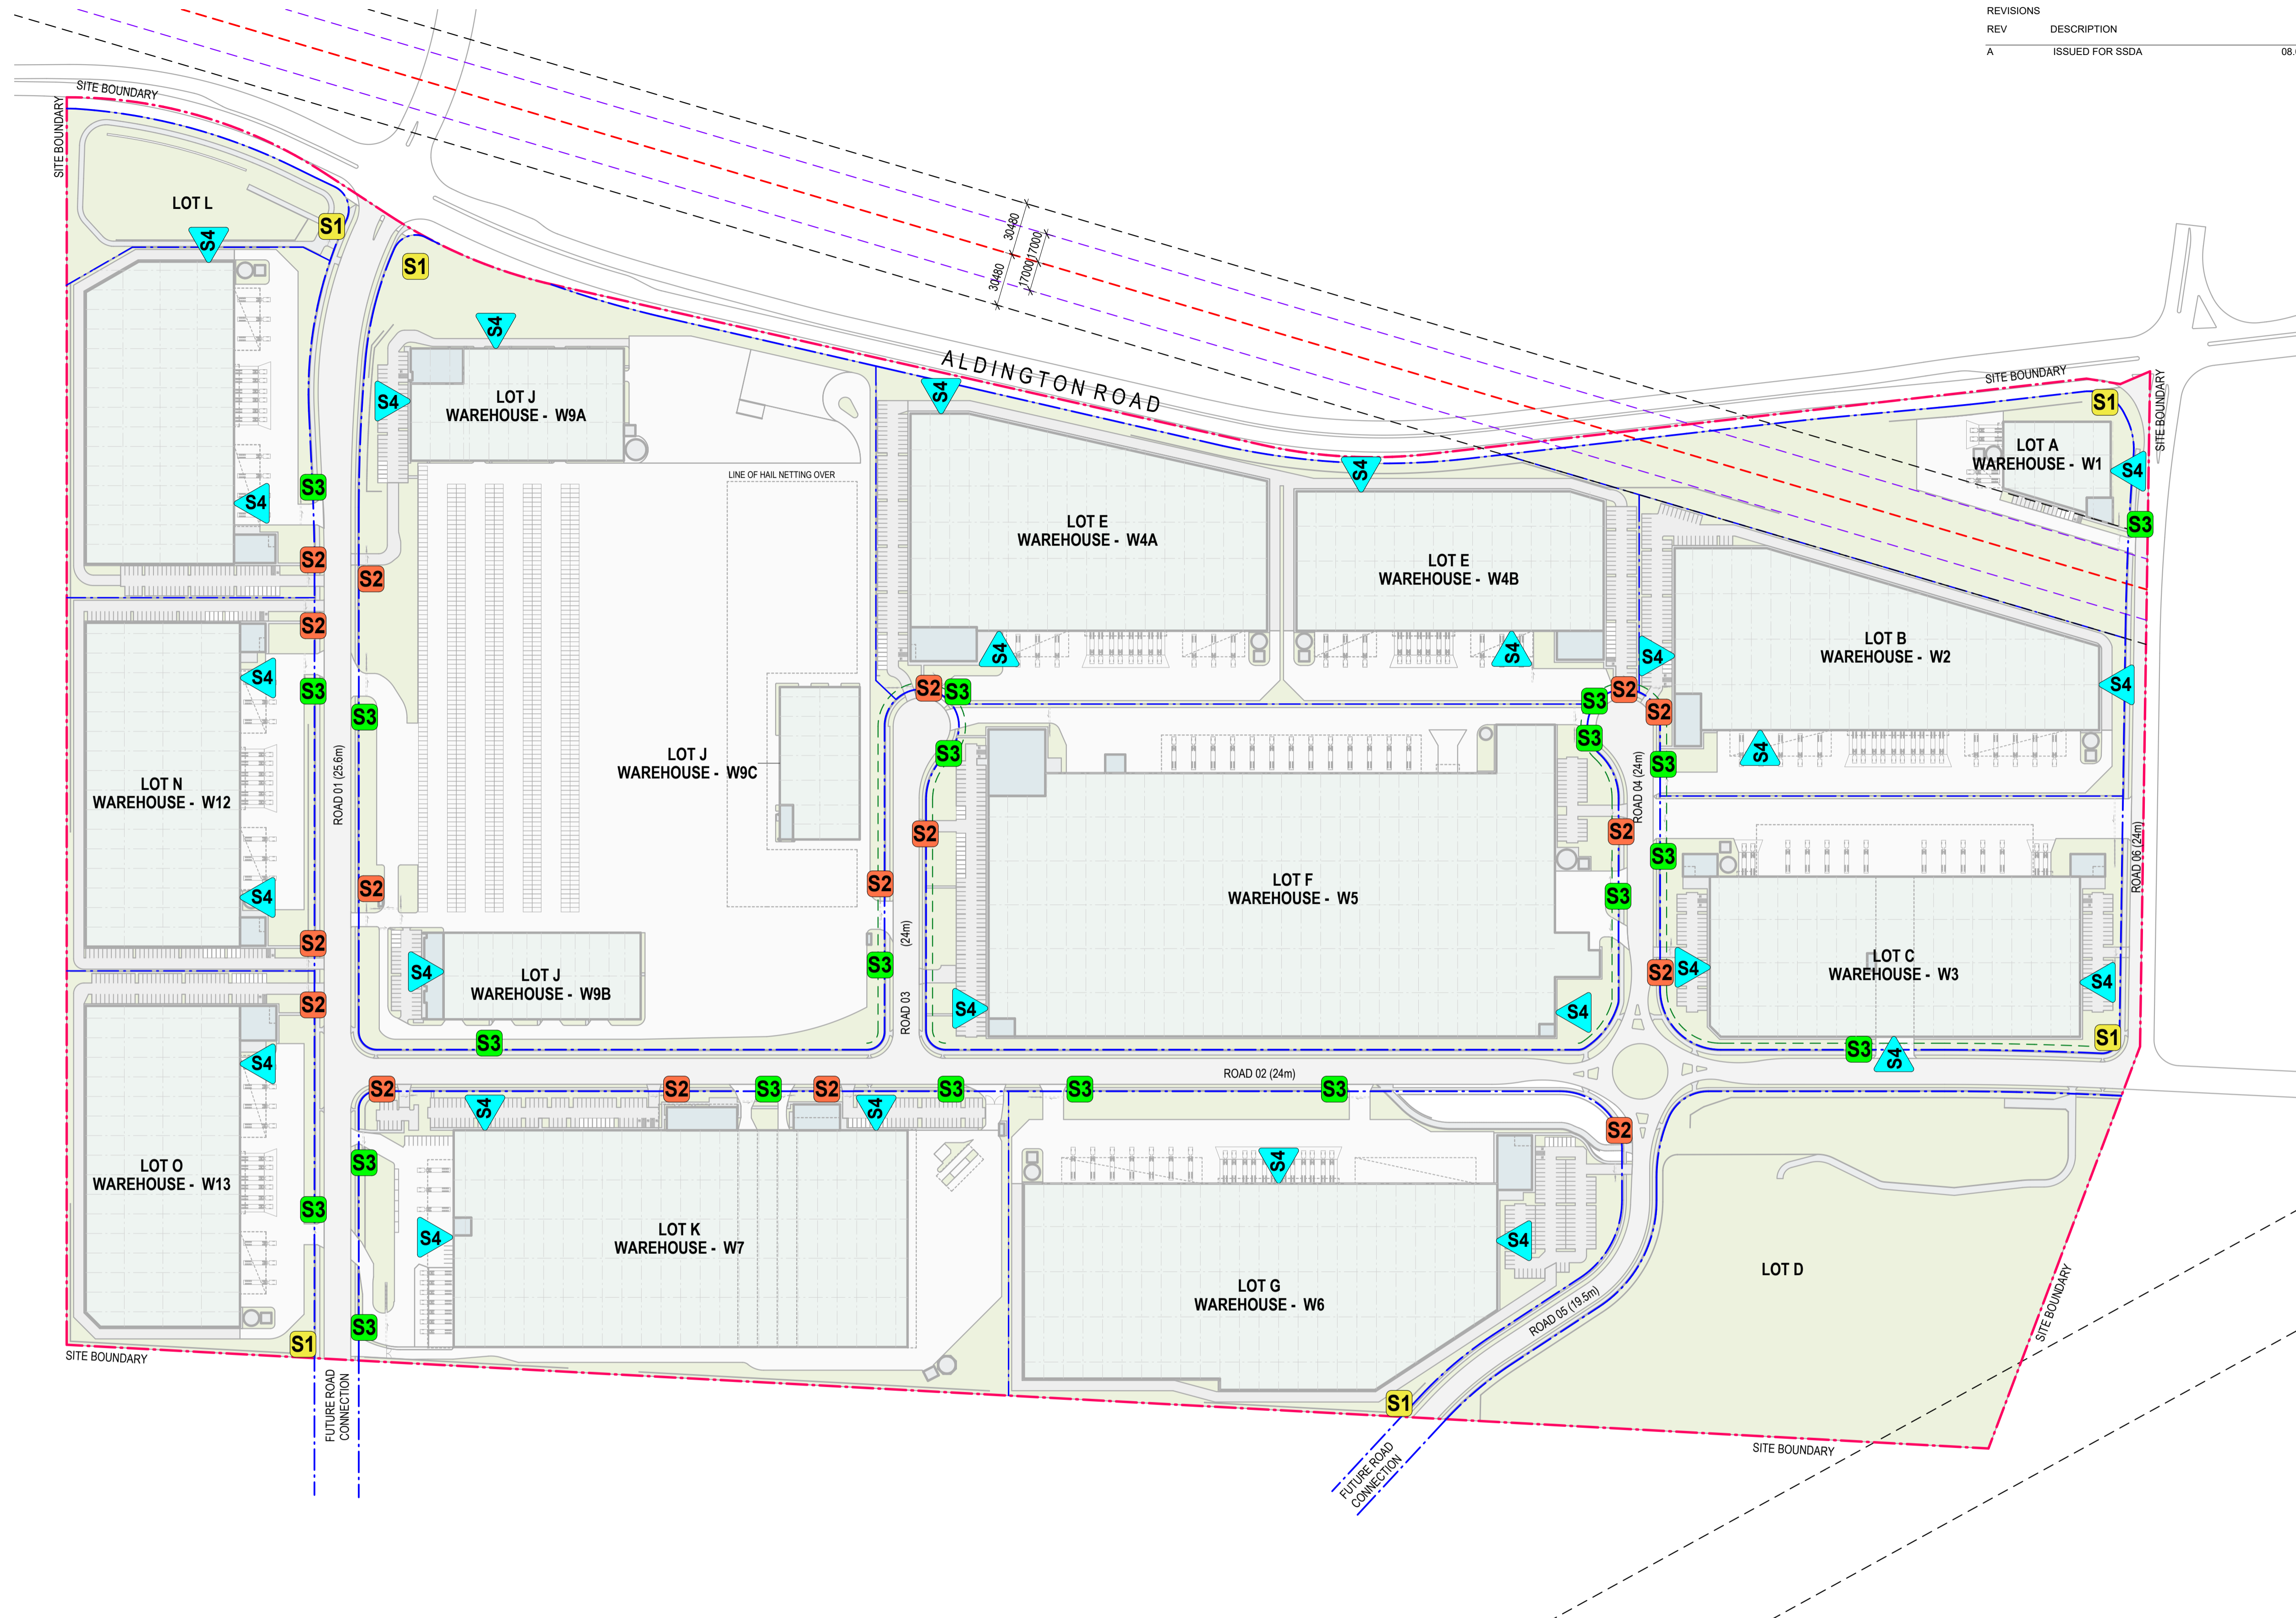 REVISIONS
REV DESCRIPTION
A ISSUED FOR SSDA 08.
SITE BOUNDARY
SITE BOUNDARY
LOT L
S1
S4
S1
30480
17000
17000
30480
S4
S4
LOT J
WAREHOUSE - W9A
ALDINGTON ROAD
S4
SITE BOUNDARY
SITE BOUNDARY
S1
LOT A
WAREHOUSE - W1
S4
S4
LINE OF HAIL NETTING OVER
S3
S4
S3
LOT E
WAREHOUSE - W4A
LOT E
WAREHOUSE - W4B
S2
S2
S2
S4
S4
S4
LOT B
WAREHOUSE - W2
S4
S4
S3
S3
S2
S3
S3
S2
S2
LOT N
WAREHOUSE - W12
ROAD 01 (25.6m)
LOT J
WAREHOUSE - W9C
S3
S3
S3
S4
ROAD 04 (24m)
S2
S2
S3
S4
S2
S2
LOT F
WAREHOUSE - W5
S3
ROAD 06 (24m)
S2
(24m)
ROAD 03
S3
S4
LOT J
WAREHOUSE - W9B
S2
S4
LOT C
WAREHOUSE - W3
S4
S2
S4
S4
S3
S4
S3
S4
S1
ROAD 02 (24m)
S2
S2
S3
S2
S3
S3
S3
S4
S4
S2
LOT O
WAREHOUSE - W13
S3
S4
S3
S4
LOT K
WAREHOUSE - W7
S4
LOT G
WAREHOUSE - W6
LOT D
ROAD 05 (19.5m)
SITE BOUNDARY
S1
S3
SITE BOUNDARY
FUTURE ROAD
CONNECTION
S1
SITE BOUNDARY
FUTURE ROAD
CONNECTION